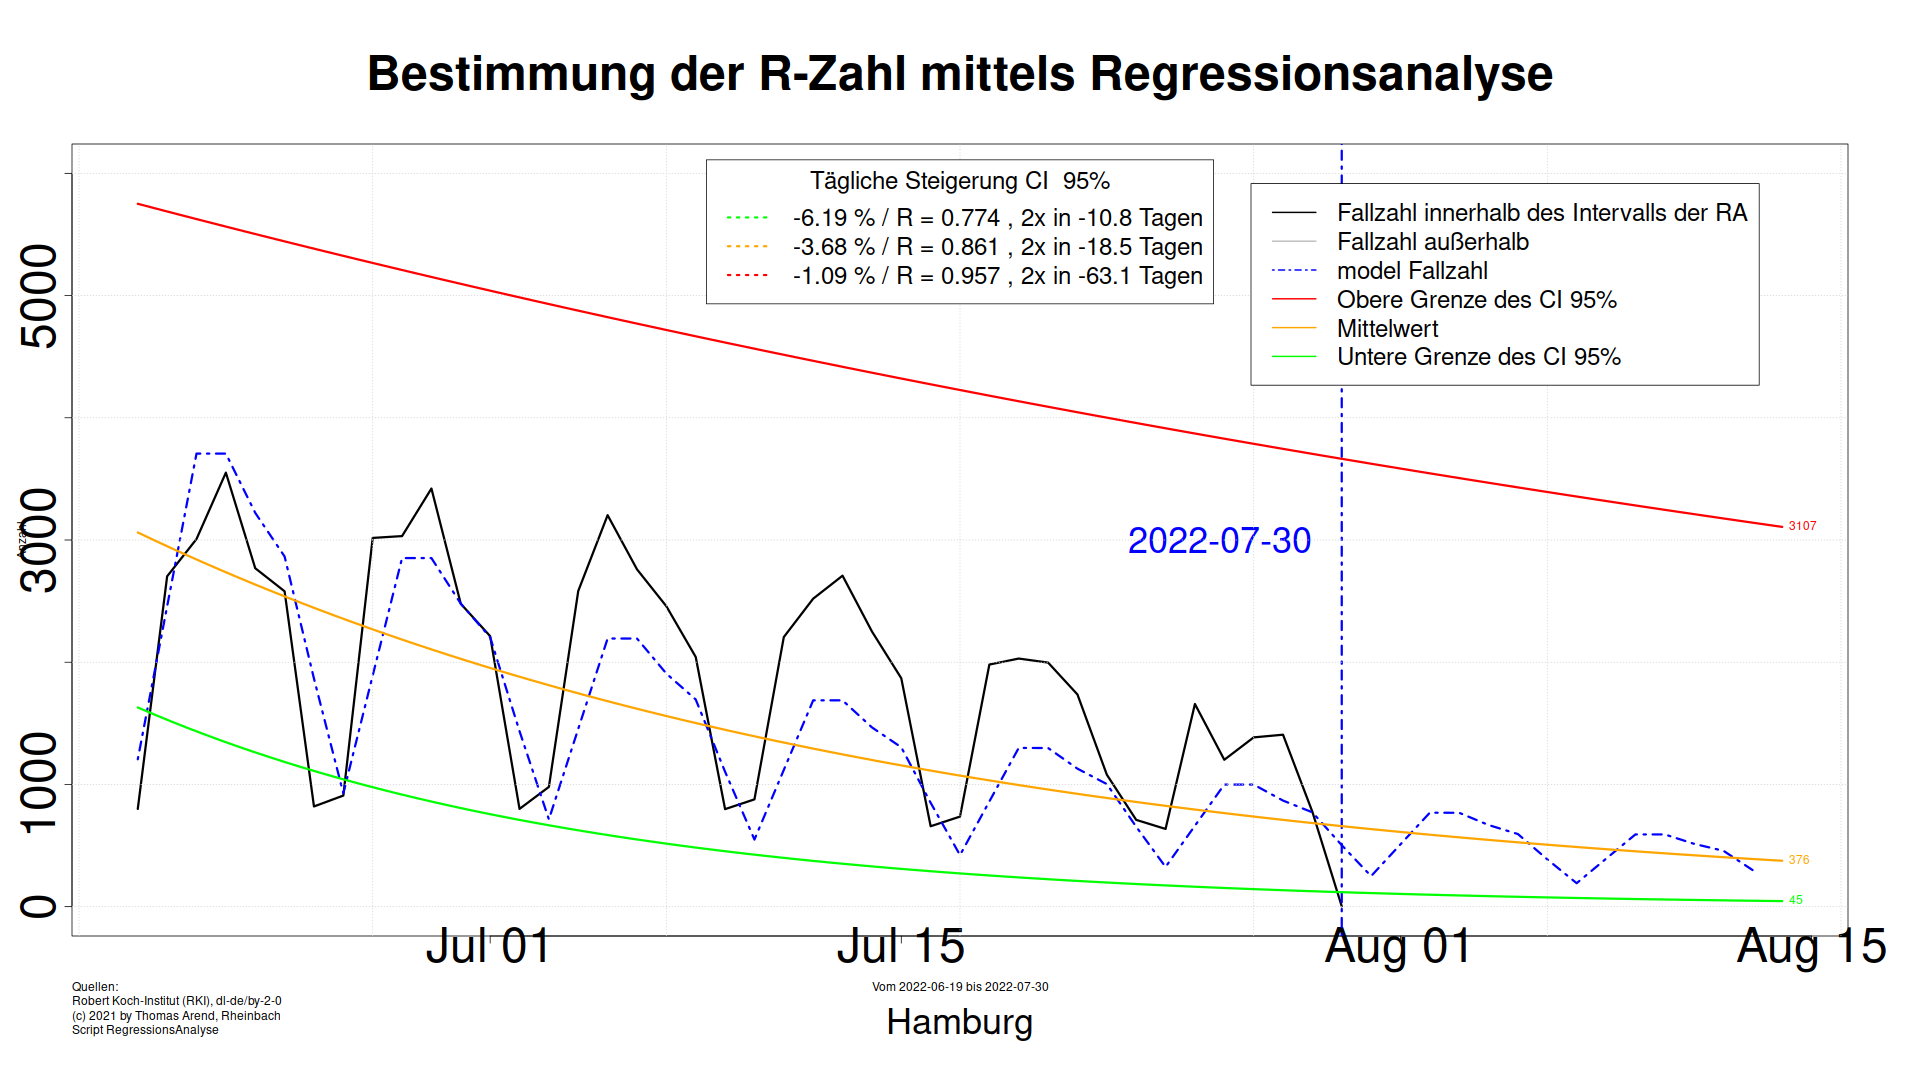 Bestimmung der R-Zahl mittels Regressionsanalyse
Tägliche Steigerung CI  95%
-6.19 % / R = 0.774 , 2x in -10.8 Tagen
-3.68 % / R = 0.861 , 2x in -18.5 Tagen
-1.09 % / R = 0.957 , 2x in -63.1 Tagen
Fallzahl innerhalb des Intervalls der RA
Fallzahl außerhalb
model Fallzahl
Obere Grenze des CI 95%
Mittelwert
Untere Grenze des CI 95%
5000
3000
1000
0
Anzahl
2022-07-30
3107
376
45
Jul 01
Jul 15
Aug 01
Aug 15
Quellen:
Robert Koch-Institut (RKI), dl-de/by-2-0
(c) 2021 by Thomas Arend, Rheinbach
Script RegressionsAnalyse
Vom 2022-06-19 bis 2022-07-30
Hamburg